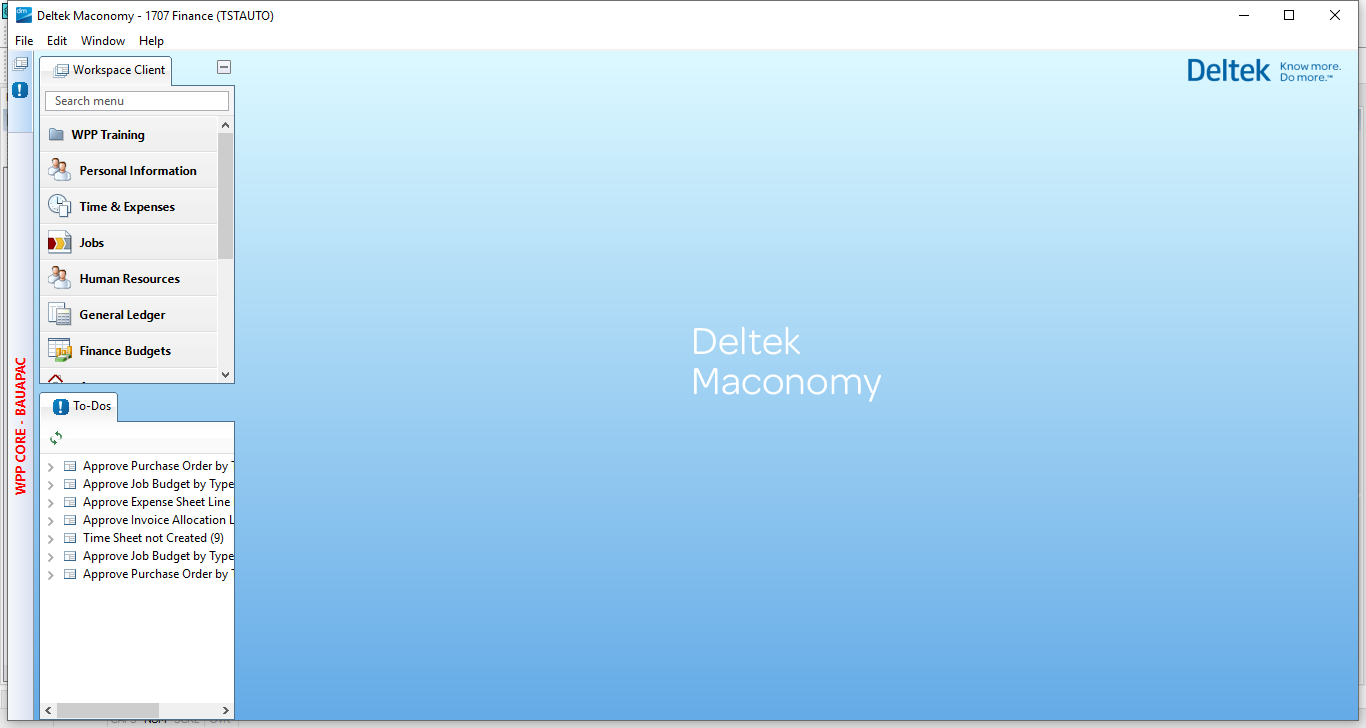 Deltek Maconomy - 1707 Finance (TSTAUTO)
File Edit Window Help
Deltek Know more.
Do more.™
Workspace Client
Search menu
WPP Training
Personal Information
Time & Expenses
Jobs
Human Resources
General Ledger
Finance Budgets
WPP CORE - BAUAPAC
Deltek
Maconomy
To-Dos
Approve Purchase Order by
Approve Job Budget by Type
Approve Expense Sheet Line
Approve Invoice Allocation L
Time Sheet not Created (9)
Approve Job Budget by Type
Approve Purchase Order by